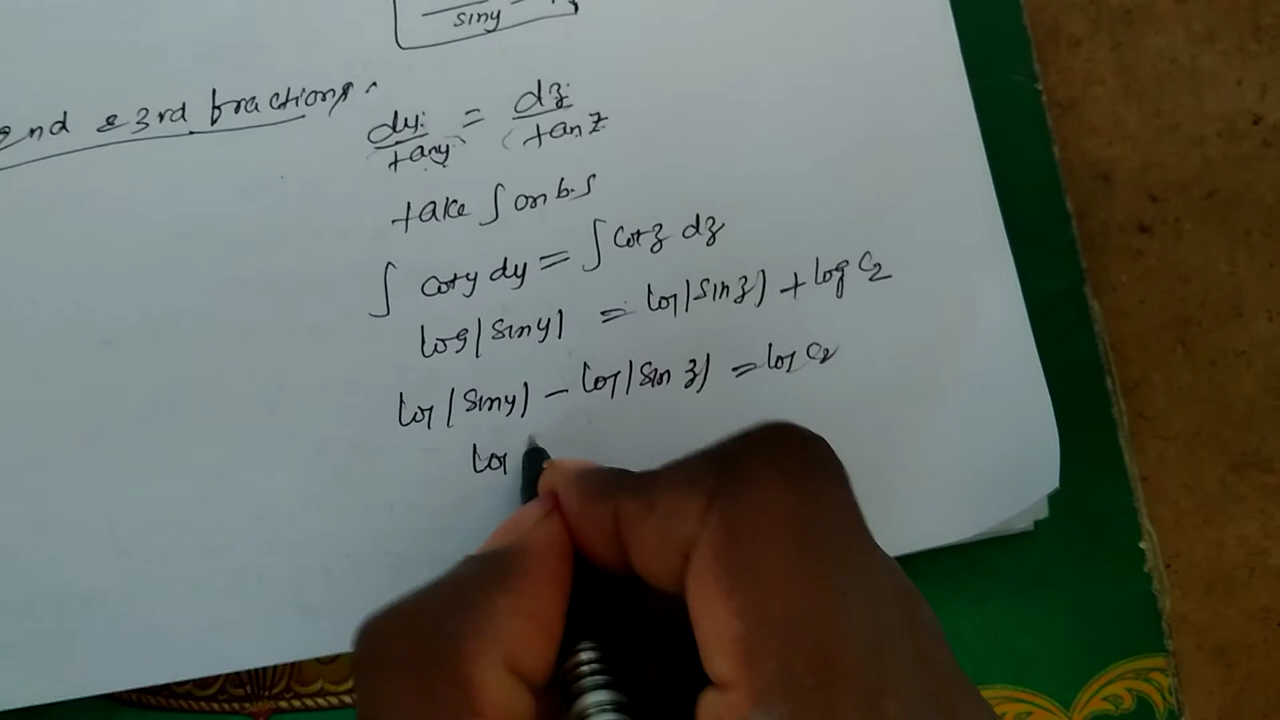 siny
2nd & 3rd fractions
dy/tany = dz/tanz
take ∫ on b.s
∫ coty dy = ∫ cotz dz
log|siny| = log|sinz| + log c2
log|siny| - log|sinz| = log c2
log